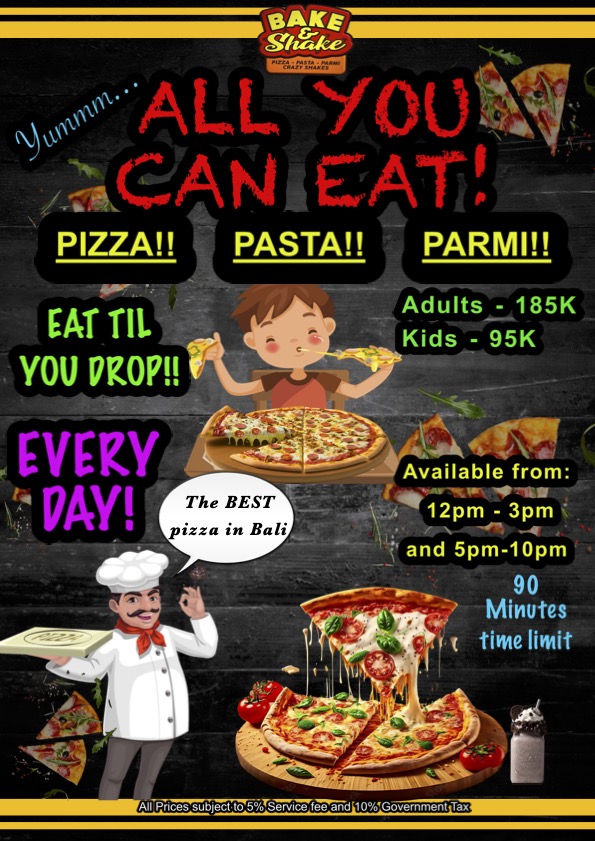 BAKE
&
Shake
PIZZA - PASTA - PARMI
CRAZY SHAKES
Yummm...
ALL YOU
CAN EAT!
PIZZA!! PASTA!! PARMI!!
EAT TIL
YOU DROP!!
Adults - 185K
Kids - 95K
EVERY
DAY!
Available from:
12pm - 3pm
and 5pm-10pm
The BEST
pizza in Bali
90
Minutes
time limit
PIZZA
All Prices subject to 5% Service fee and 10% Government Tax